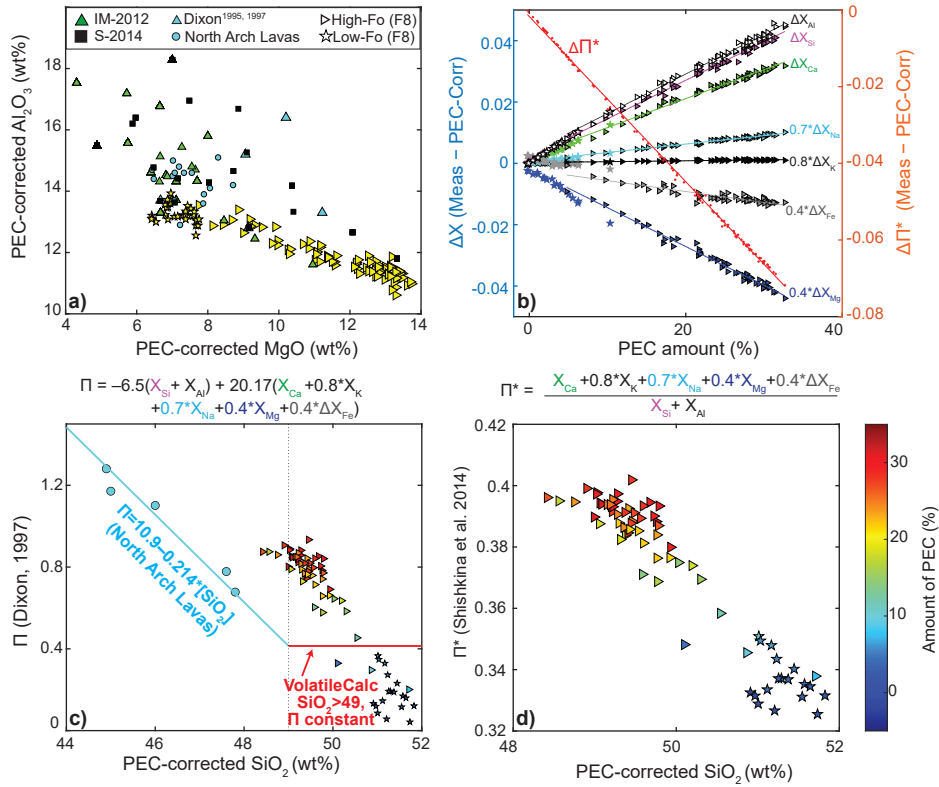 IM-2012
S-2014
Dixon1995, 1997
North Arch Lavas
High-Fo (F8)
Low-Fo (F8)
PEC-corrected Al2O3 (wt%)
18
16
14
12
10
4
6
8
10
12
14
a)
PEC-corrected MgO (wt%)
ΔX (Meas – PEC-Corr)
0.04
0.02
0
-0.02
-0.04
ΔΠ*
ΔXAl
ΔXSi
ΔXCa
0.7*ΔXNa
0.8*ΔXK
0.4*ΔXFe
0.4*ΔXMg
0
-0.02
-0.04
-0.06
-0.08
ΔΠ* (Meas – PEC-Corr)
0
20
30
40
b)
PEC amount (%)
Π = –6.5(XSi + XAl) + 20.17(XCa +0.8*XK
+0.7*XNa+0.4*XMg+0.4*ΔXFe)
Π (Dixon, 1997)
1.2
0.8
0.4
0
Π=10.9–0.214*[SiO2]
(North Arch Lavas)
VolatileCalc
SiO2>49,
Π constant
c)
44
46
48
50
52
PEC-corrected SiO2 (wt%)
Π* = XCa+0.8*XK+0.7*XNa+0.4*XMg+0.4*ΔXFe
XSi + XAl
Π* (Shishkina et al. 2014)
0.42
0.4
0.38
0.36
0.34
0.32
d)
48
50
52
PEC-corrected SiO2 (wt%)
30
20
10
0
Amount of PEC (%)